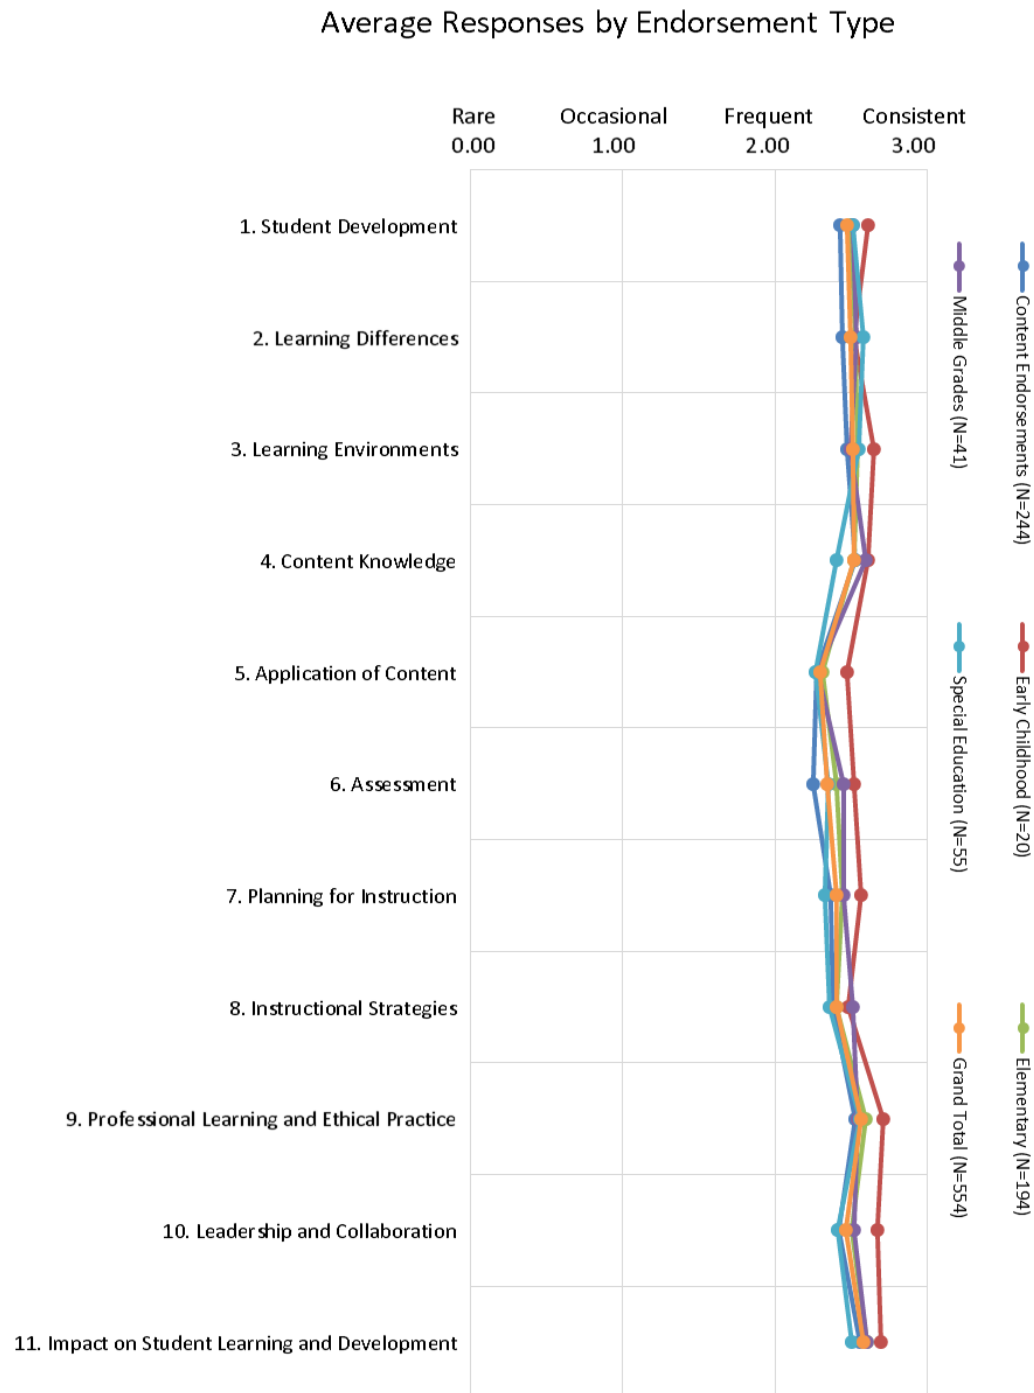 Average Responses by Endorsement Type
Rare Occasional Frequent Consistent
0.00 1.00 2.00 3.00
1. Student Development
2. Learning Differences
3. Learning Environments
4. Content Knowledge
5. Application of Content
6. Assessment
7. Planning for Instruction
8. Instructional Strategies
9. Professional Learning and Ethical Practice
10. Leadership and Collaboration
11. Impact on Student Learning and Development
Content Endorsements (N=244)
Early Childhood (N=20)
Elementary (N=194)
Middle Grades (N=41)
Special Education (N=55)
Grand Total (N=554)